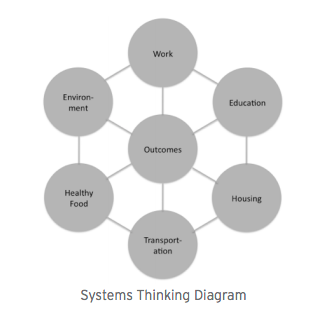 Work
Environ-
ment
Education
Outcomes
Healthy
Food
Housing
Transport-
ation
Systems Thinking Diagram